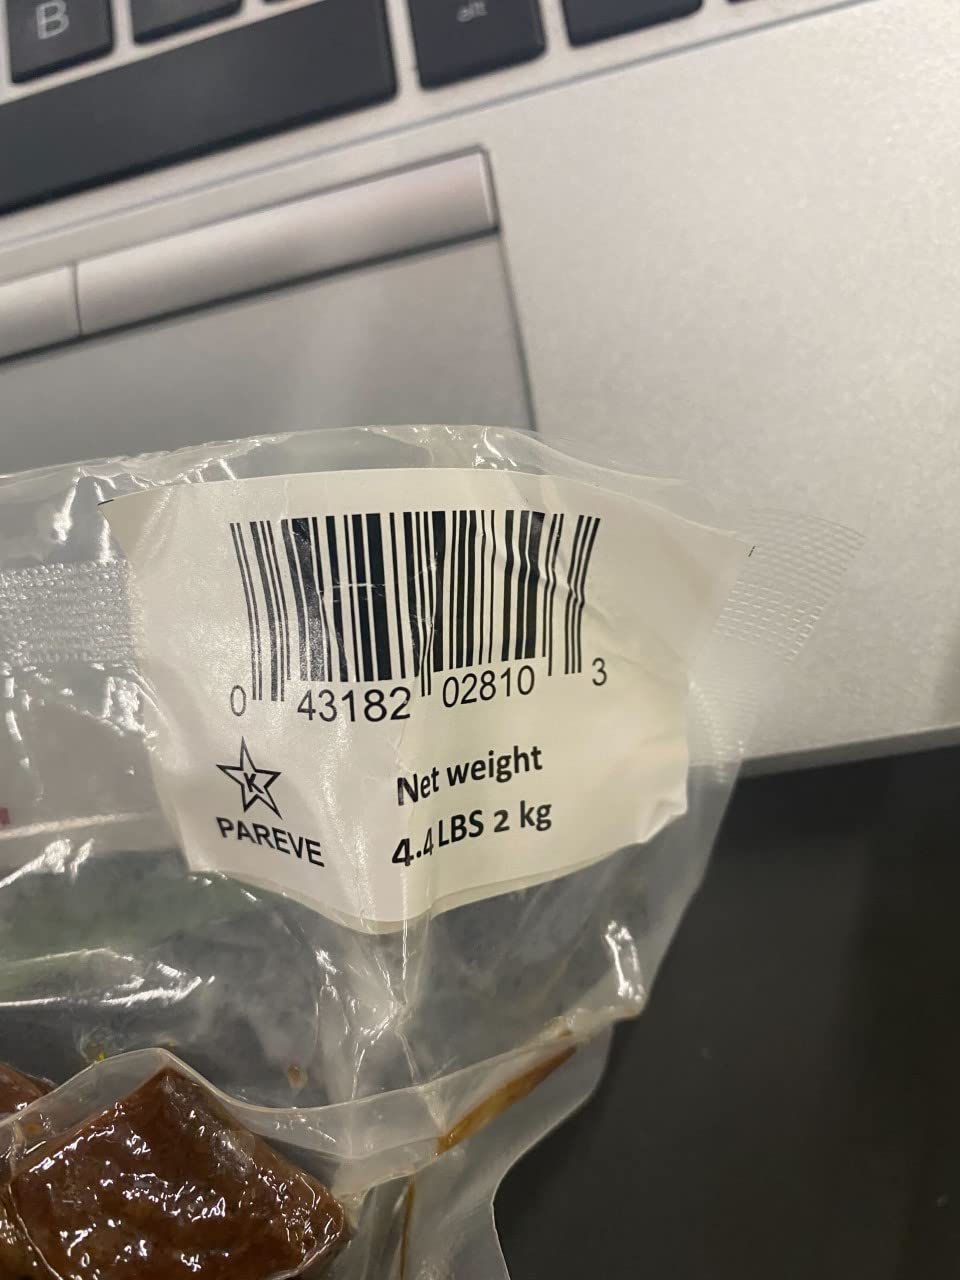 B
alt
0 43182 02810 3
K
PAREVE
Net weight
4.4 LBS 2 kg